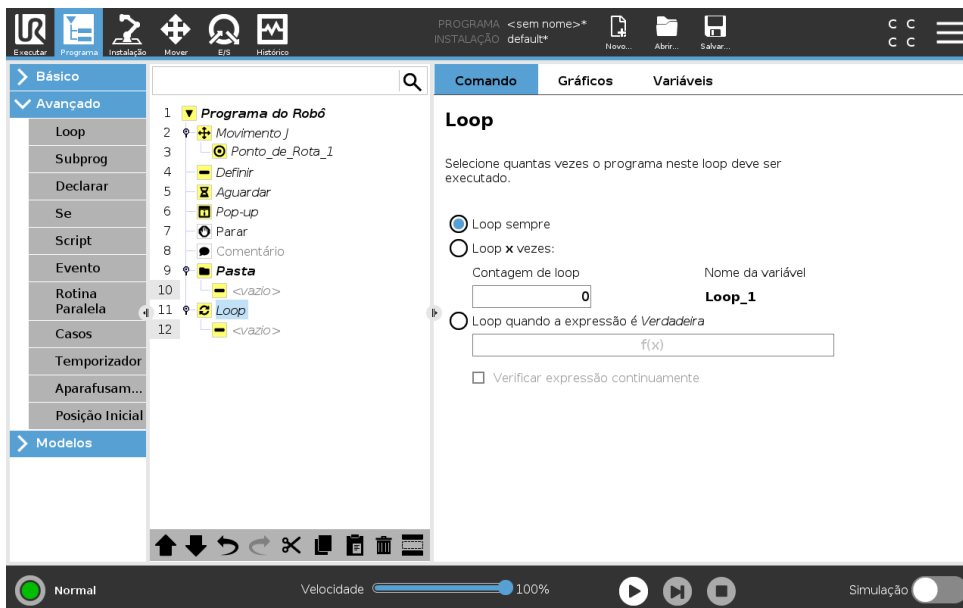 UR
Executar
Programa
Instalação
Mover
E/S
Histórico
PROGRAMA <sem nome>*
INSTALAÇÃO default*
Novo...
Abrir...
Salvar...
C C
C C
Básico
Avançado
Loop
Subprog
Declarar
Se
Script
Evento
Rotina
Paralela
Casos
Temporizador
Aparafusam...
Posição Inicial
Modelos
1 Programa do Robô
2 Movimento J
3 Ponto_de_Rota_1
4 Definir
5 Aguardar
6 Pop-up
7 Parar
8 Comentário
9 Pasta
10 <vazio>
11 Loop
12 <vazio>
Comando Gráficos Variáveis
Loop
Selecione quantas vezes o programa neste loop deve ser
executado.
Loop sempre
Loop x vezes:
Contagem de loop Nome da variável
0 Loop_1
Loop quando a expressão é Verdadeira
f(x)
Verificar expressão continuamente
Normal
Velocidade 100%
Simulação